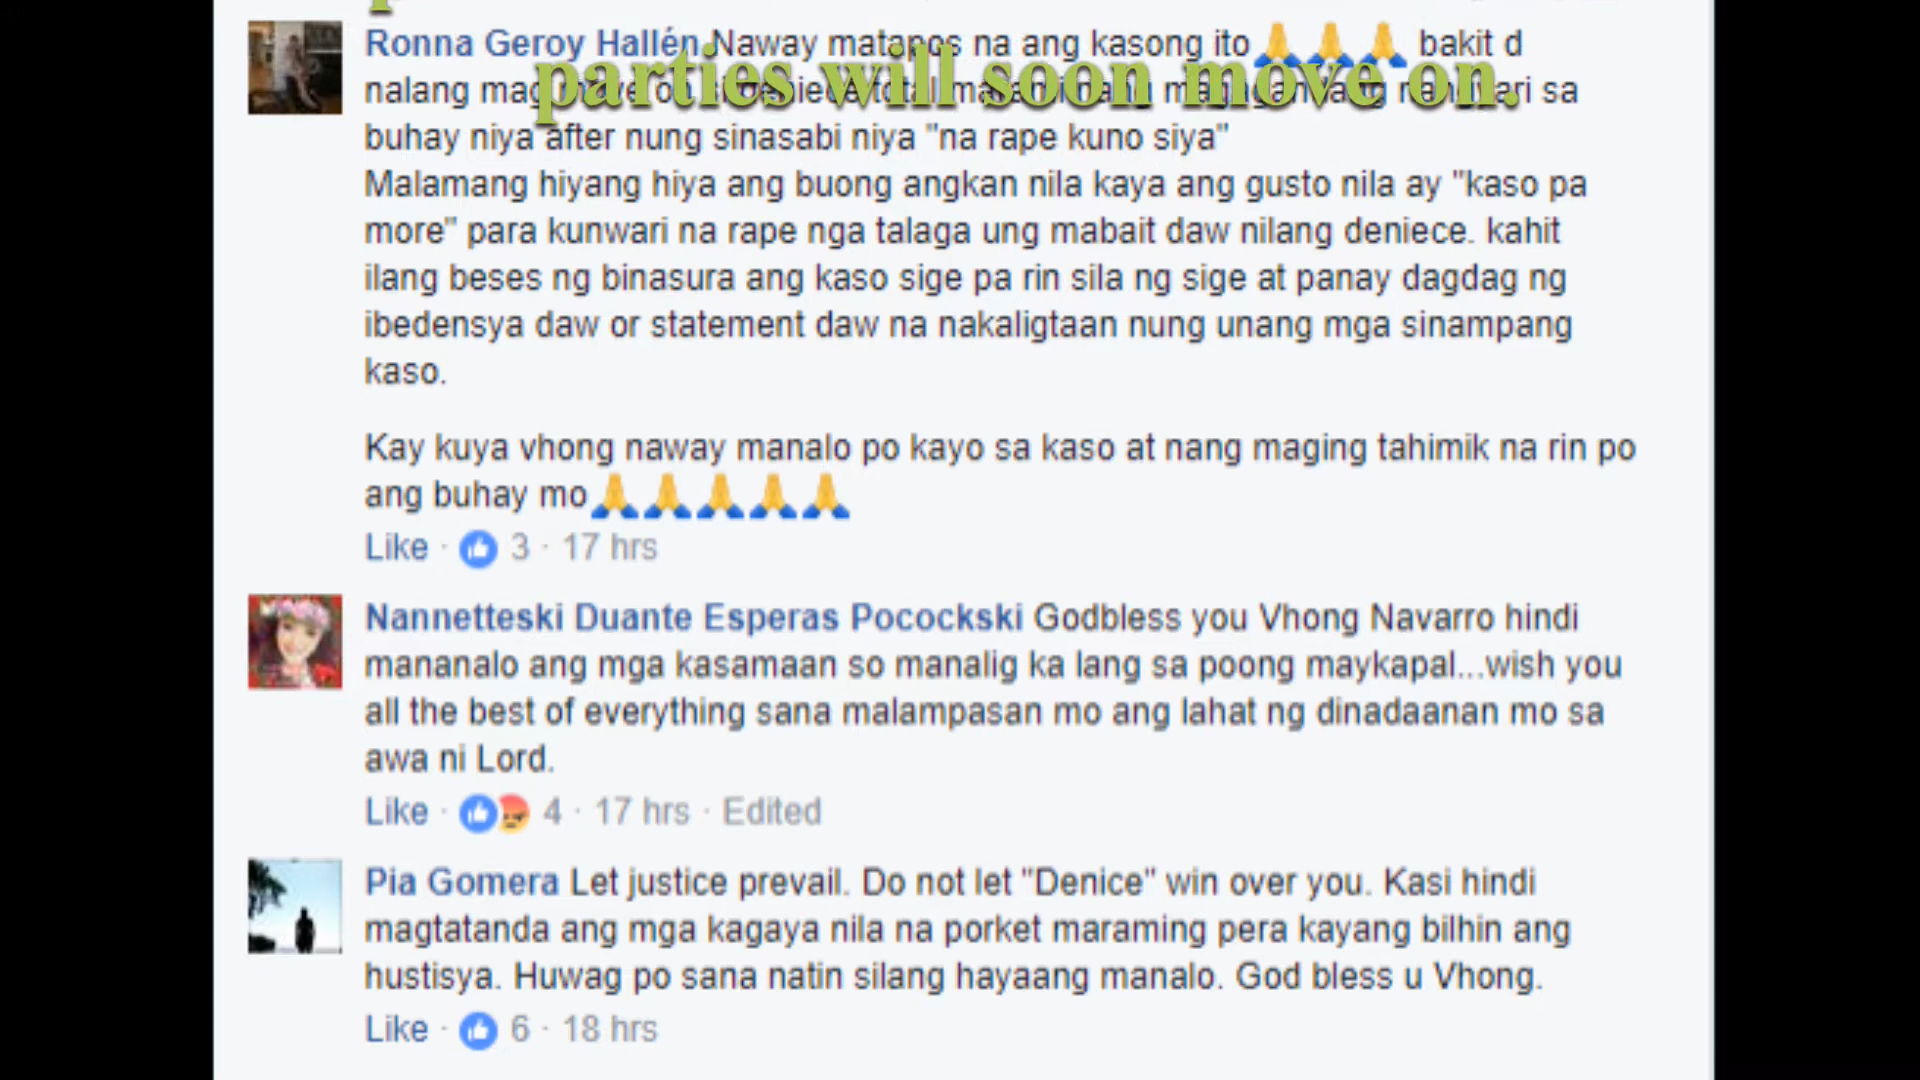 Ronna Geroy Hallén Naway matapos na ang kasong ito🙏🙏🙏 bakit d
parties will soon move on.
nalang mag move on si deniece total sa
buhay niya after nung sinasabi niya "na rape kuno siya"
Malamang hiyang hiya ang buong angkan nila kaya ang gusto nila ay "kaso pa
more" para kunwari na rape nga talaga ung mabait daw nilang deniece. kahit
ilang beses ng binasura ang kaso sige pa rin sila ng sige at panay dagdag ng
ibedensya daw or statement daw na nakaligtaan nung unang mga sinampang
kaso.
Kay kuya vhong naway manalo po kayo sa kaso at nang maging tahimik na rin po
ang buhay mo🙏🙏🙏🙏🙏
Like · 3 · 17 hrs
Nannetteski Duante Esperas Pocockski Godbless you Vhong Navarro hindi
mananalo ang mga kasamaan so manalig ka lang sa poong maykapal...wish you
all the best of everything sana malampasan mo ang lahat ng dinadaanan mo sa
awa ni Lord.
Like · 4 · 17 hrs · Edited
Pia Gomera Let justice prevail. Do not let "Denice" win over you. Kasi hindi
magtatanda ang mga kagaya nila na porket maraming pera kayang bilhin ang
hustisya. Huwag po sana natin silang hayaang manalo. God bless u Vhong.
Like · 6 · 18 hrs